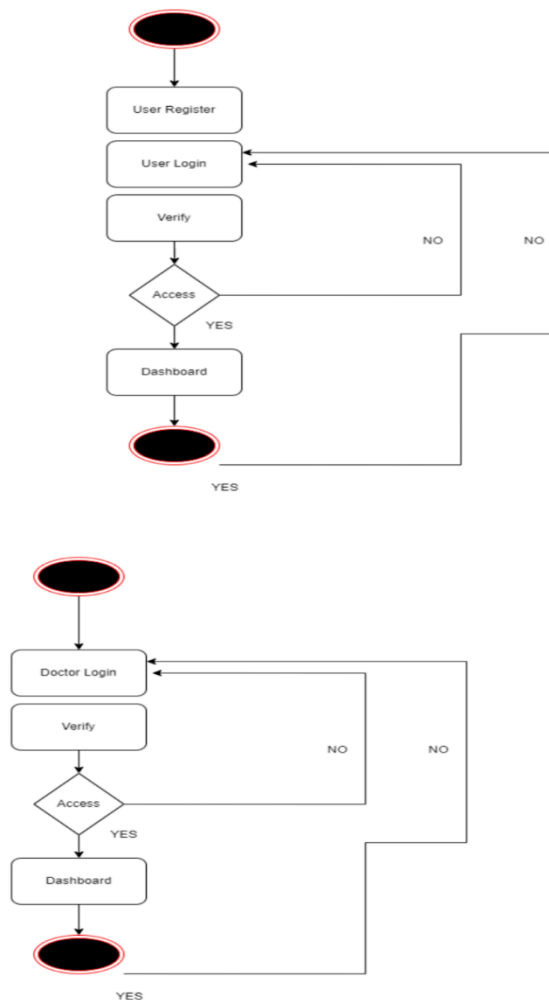 User Register
User Login
Verify
NO
NO
Access
YES
Dashboard
YES
Doctor Login
Verify
NO
NO
Access
YES
Dashboard
YES